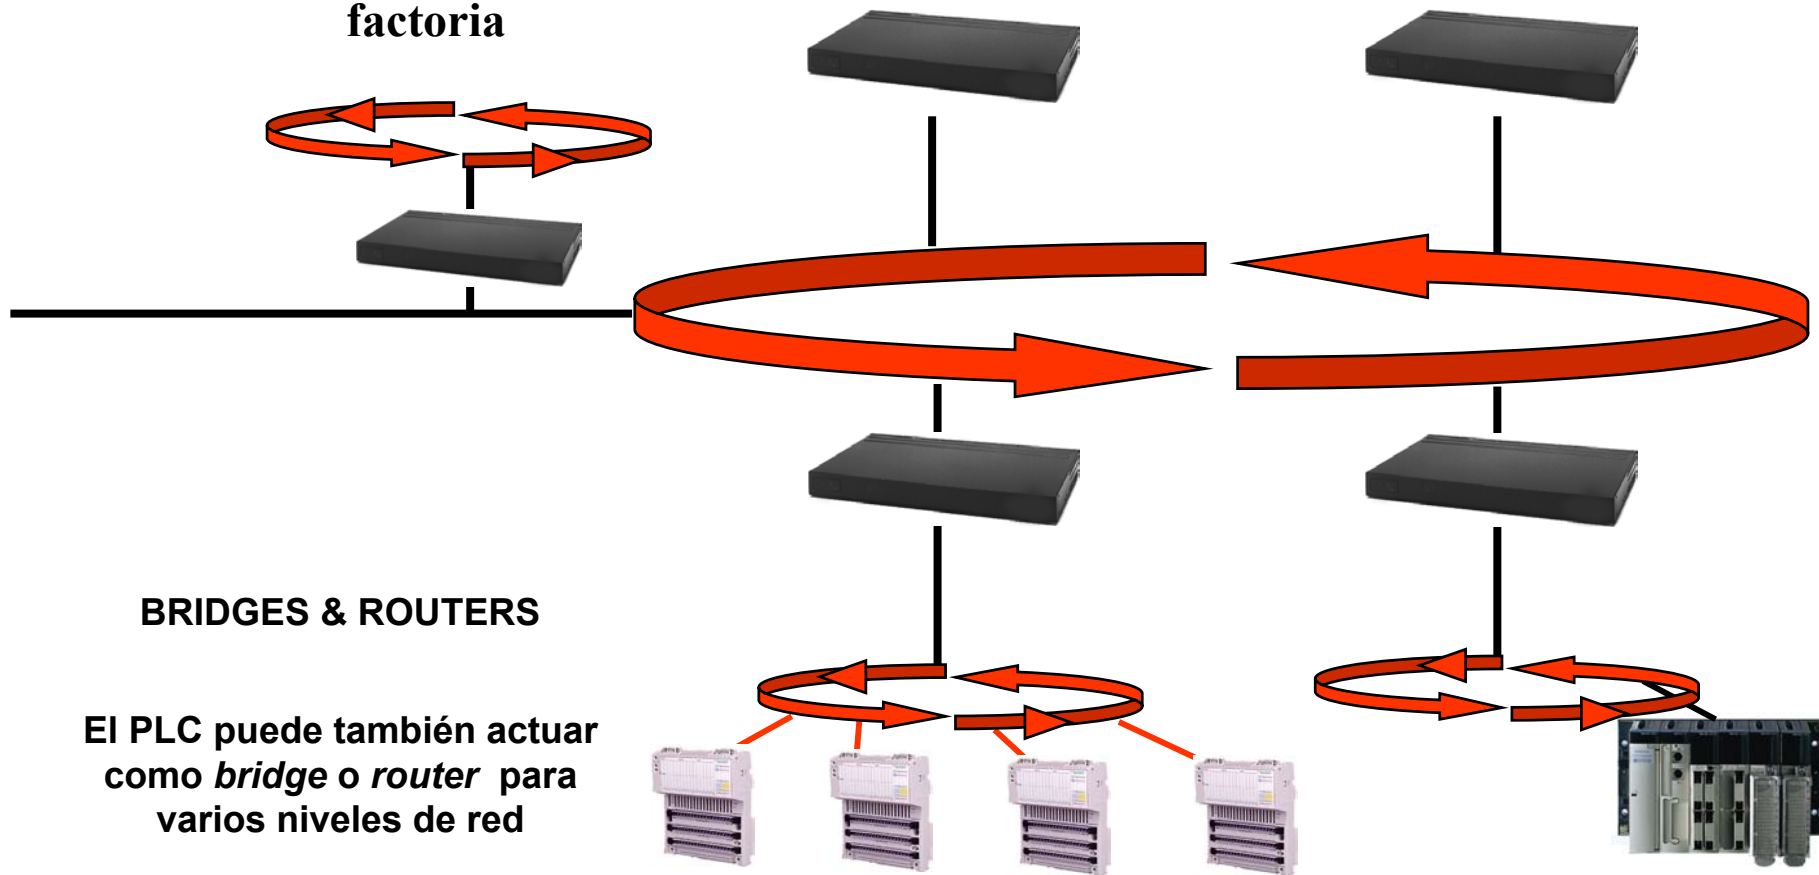 factoria
BRIDGES & ROUTERS
El PLC puede también actuar
como bridge o router para
varios niveles de red